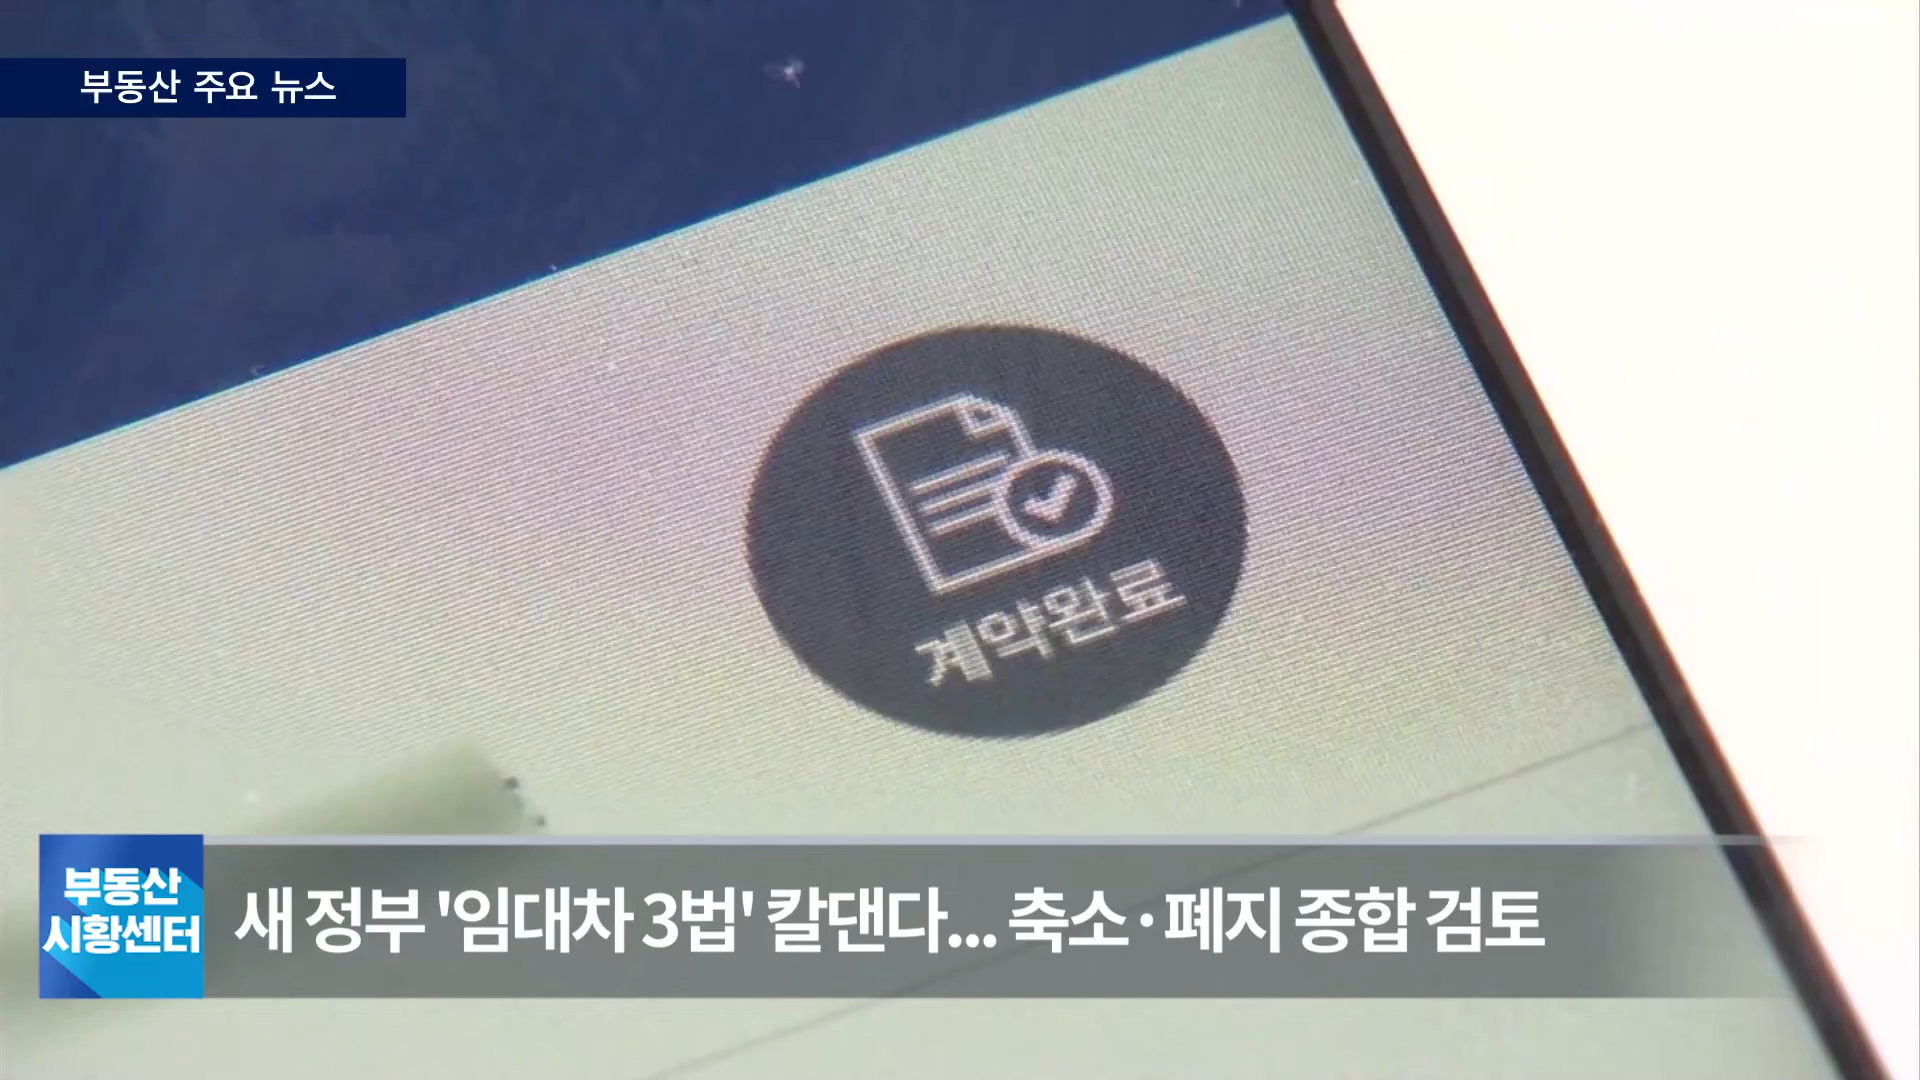 부동산 주요 뉴스
계약완료
부동산
시황센터
새 정부 '임대차 3법' 칼댄다... 축소·폐지 종합 검토